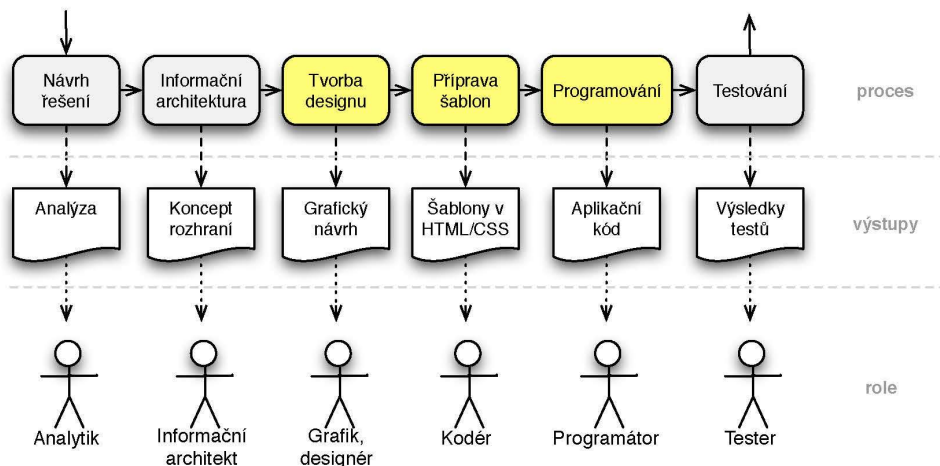 Návrh
řešení
Informační
architektura
Tvorba
designu
Příprava
šablon
Programování
Testování
proces
Analýza
Koncept
rozhraní
Grafický
návrh
Šablony v
HTML/CSS
Aplikační
kód
Výsledky
testů
výstupy
role
Analytik
Informační
architekt
Grafik,
designér
Kodér
Programátor
Tester